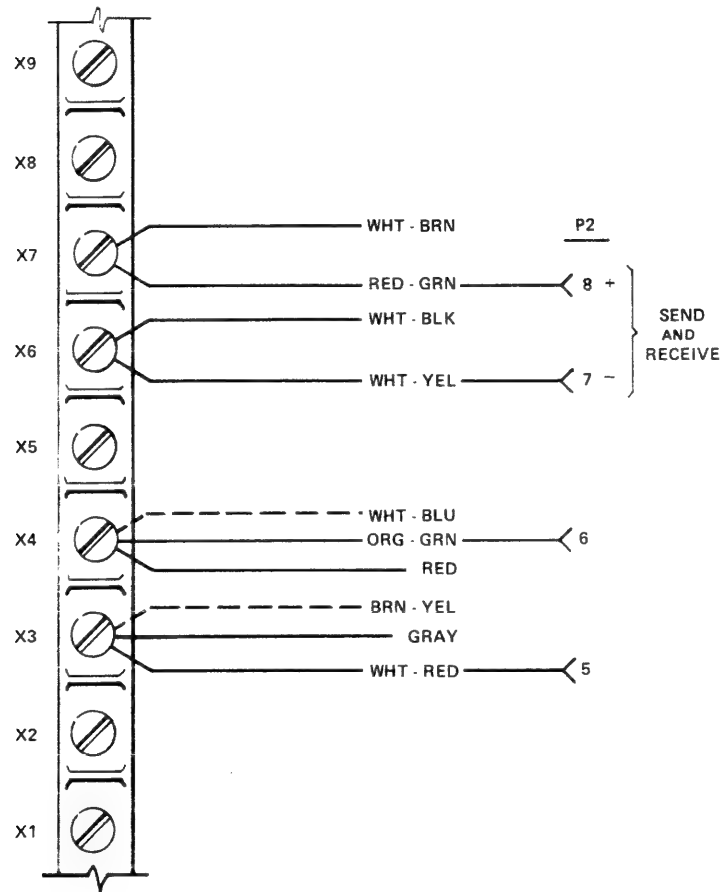 X9
X8
WHT - BRN P2
X7
RED - GRN 8 +
WHT - BLK SEND
AND
X6 RECEIVE
WHT - YEL 7 -
X5
WHT - BLU
X4 ORG - GRN 6
RED
BRN - YEL
X3 GRAY
WHT - RED 5
X2
X1